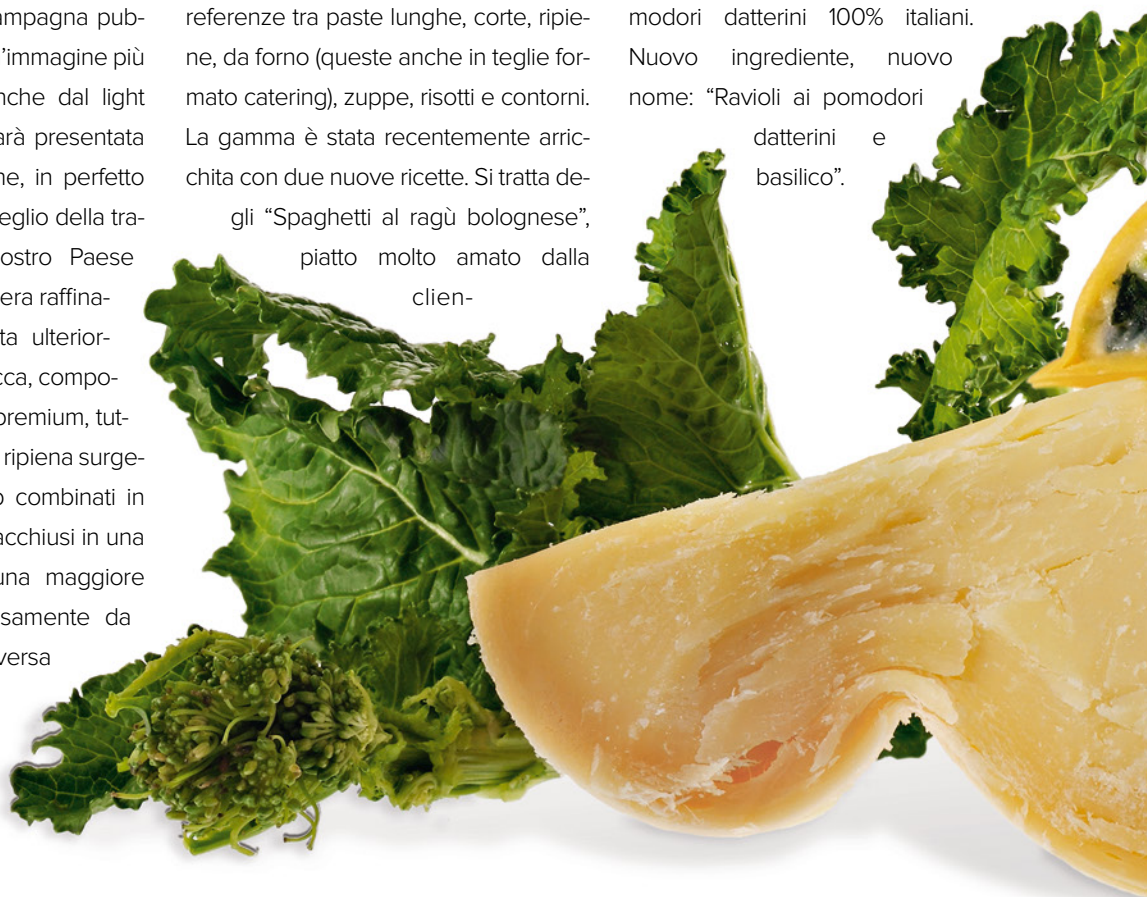 ampagna pub-
’immagine più
nche dal light
arà presentata
ne, in perfetto
eglio della tra-
ostro Paese
era raffina-
ta ulterior-
cca, compo-
premium, tut-
ripiena surge-
o combinati in
acchiusi in una
una maggiore
samente da
versa
referenze tra paste lunghe, corte, ripie-
ne, da forno (queste anche in teglie for-
mato catering), zuppe, risotti e contorni.
La gamma è stata recentemente arric-
chita con due nuove ricette. Si tratta de-
gli “Spaghetti al ragù bolognese”,
piatto molto amato dalla
clien-
modori datterini 100% italiani.
Nuovo ingrediente, nuovo
nome: “Ravioli ai pomodori
datterini e
basilico”.